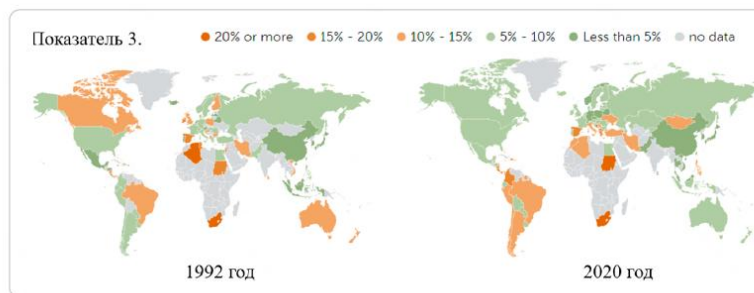 Показатель 3. 20% or more 15% - 20% 10% - 15% 5% - 10% Less than 5% no data
1992 год 2020 год